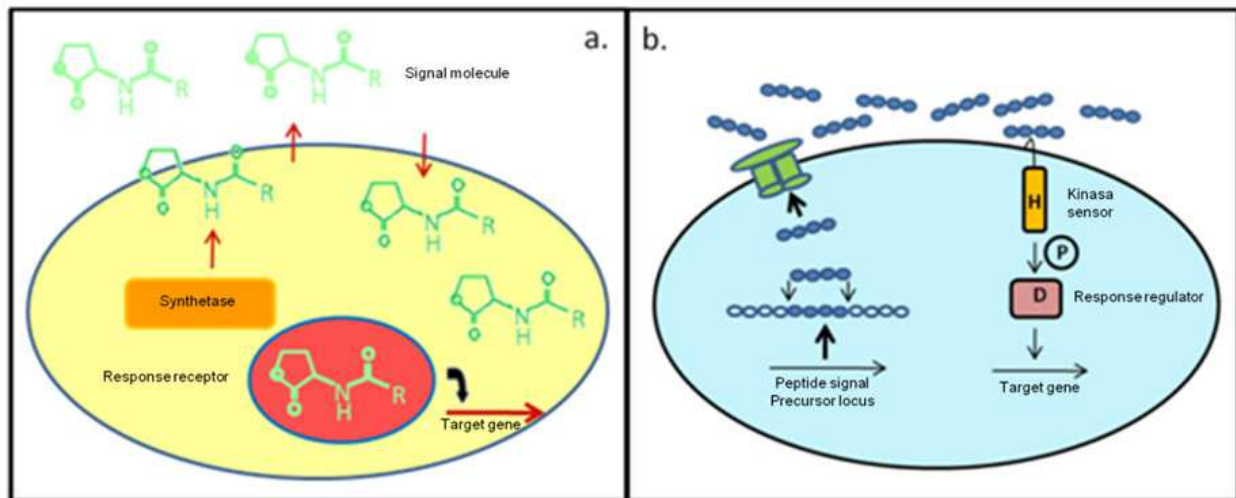 a.
Signal molecule
O
N
H
R
O
N
H
R
O
O
N
H
R
O
O
N
H
R
O
Synthetase
O
N
H
R
O
Response receptor
O
N
H
R
O
Target gene
b.
H
Kinasa
sensor
P
D
Response regulator
Peptide signal
Precursor locus
Target gene